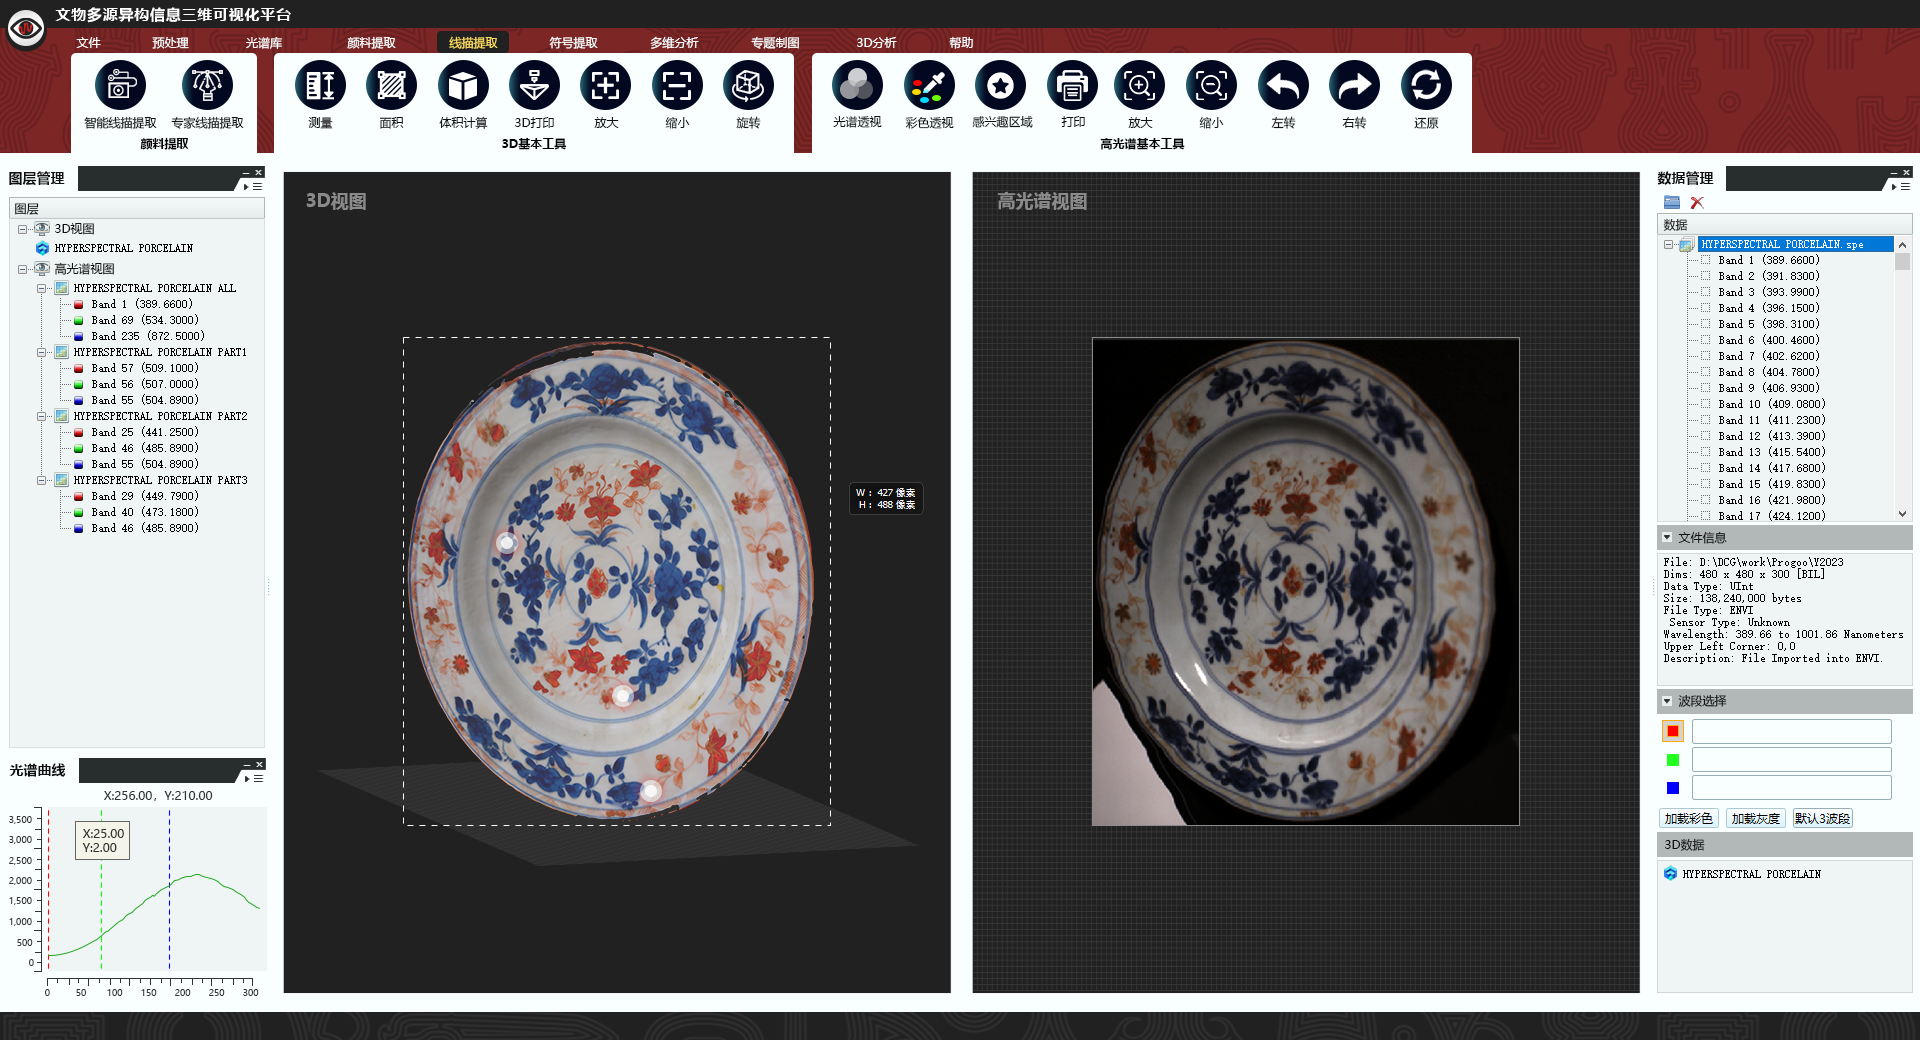 文物多源异构信息三维可视化平台
文件 预处理 光谱库 颜料提取 线描提取 符号提取 多维分析 专题制图 3D分析 帮助
智能线描提取 专家线描提取
颜料提取
测量 面积 体积计算 3D打印 放大 缩小 旋转
3D基本工具
光谱透视 彩色透视 感兴趣区域 打印 放大 缩小 左转 右转 还原
高光谱基本工具
图层管理
图层
3D视图
HYPERSPECTRAL PORCELAIN
高光谱视图
HYPERSPECTRAL PORCELAIN ALL
Band 1 (389.6600)
Band 69 (534.3000)
Band 235 (872.5000)
HYPERSPECTRAL PORCELAIN PART1
Band 57 (509.1000)
Band 56 (507.0000)
Band 55 (504.8900)
HYPERSPECTRAL PORCELAIN PART2
Band 25 (441.2500)
Band 46 (485.8900)
Band 55 (504.8900)
HYPERSPECTRAL PORCELAIN PART3
Band 29 (449.7900)
Band 40 (473.1800)
Band 46 (485.8900)
光谱曲线
X:256.00, Y:210.00
X:25.00
Y:2.00
3,500
3,000
2,500
2,000
1,500
1,000
500
0
0 50 100 150 200 250 300
3D视图
W : 427 像素
H : 488 像素
高光谱视图
数据管理
数据
HYPERSPECTRAL PORCELAIN.spe
Band 1 (389.6600)
Band 2 (391.8300)
Band 3 (393.9900)
Band 4 (396.1500)
Band 5 (398.3100)
Band 6 (400.4600)
Band 7 (402.6200)
Band 8 (404.7800)
Band 9 (406.9300)
Band 10 (409.0800)
Band 11 (411.2300)
Band 12 (413.3900)
Band 13 (415.5400)
Band 14 (417.6800)
Band 15 (419.8300)
Band 16 (421.9800)
Band 17 (424.1200)
文件信息
File: D:\DCG\work\Progoo\Y2023
Dims: 480 x 480 x 300 [BIL]
Data Type: UInt
Size: 138,240,000 bytes
File Type: ENVI
Sensor Type: Unknown
Wavelength: 389.66 to 1001.86 Nanometers
Upper Left Corner: 0,0
Description: File Imported into ENVI.
波段选择
加载彩色 加载灰度 默认3波段
3D数据
HYPERSPECTRAL PORCELAIN